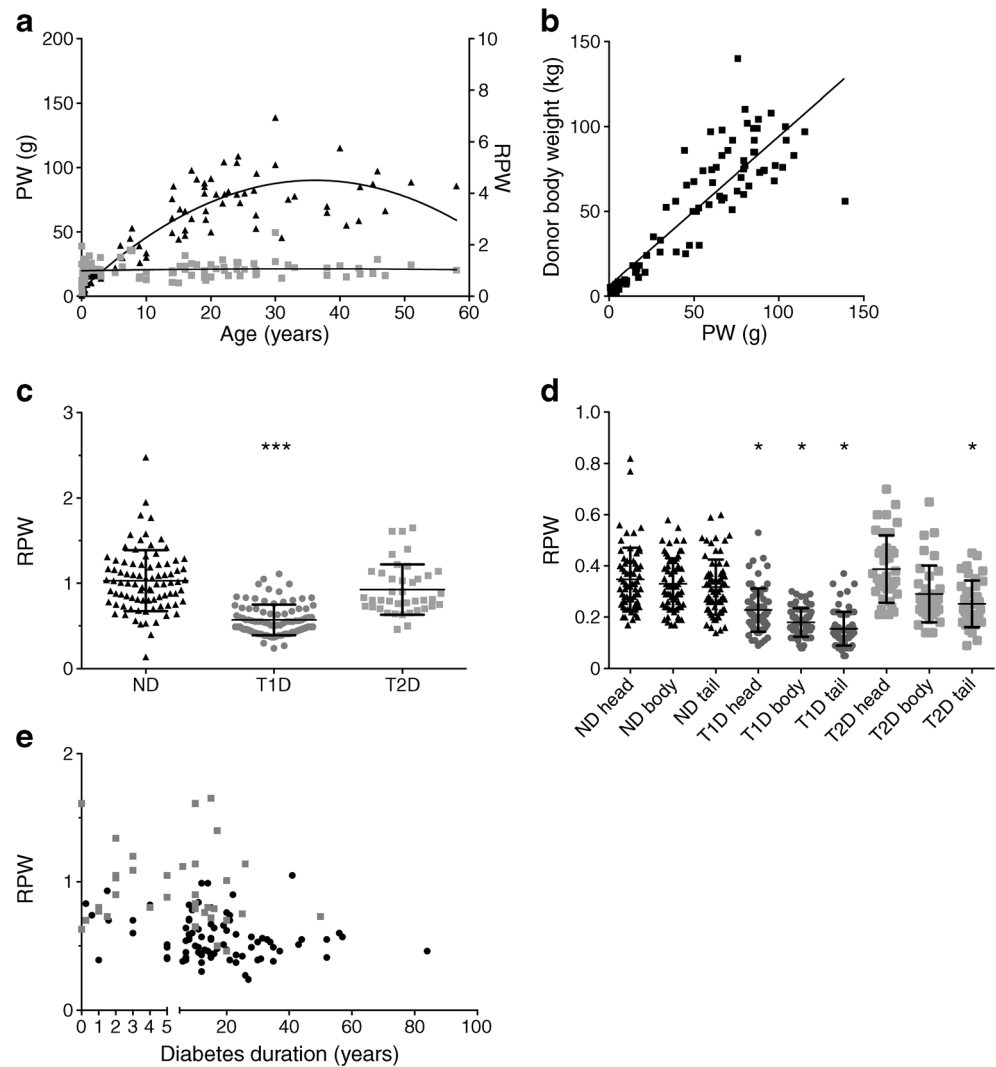 a
200
150
100
50
0
PW (g)
10
8
6
4
2
0
RPW
0 10 20 30 40 50 60
Age (years)
b
150
100
50
0
Donor body weight (kg)
0 50 100 150
PW (g)
c
3
2
1
0
RPW
***
ND T1D T2D
d
1.0
0.8
0.6
0.4
0.2
0
RPW
* * * *
ND head
ND body
ND tail
T1D head
T1D body
T1D tail
T2D head
T2D body
T2D tail
e
2
1
0
RPW
0 1 2 3 4 5 20 40 60 80 100
Diabetes duration (years)